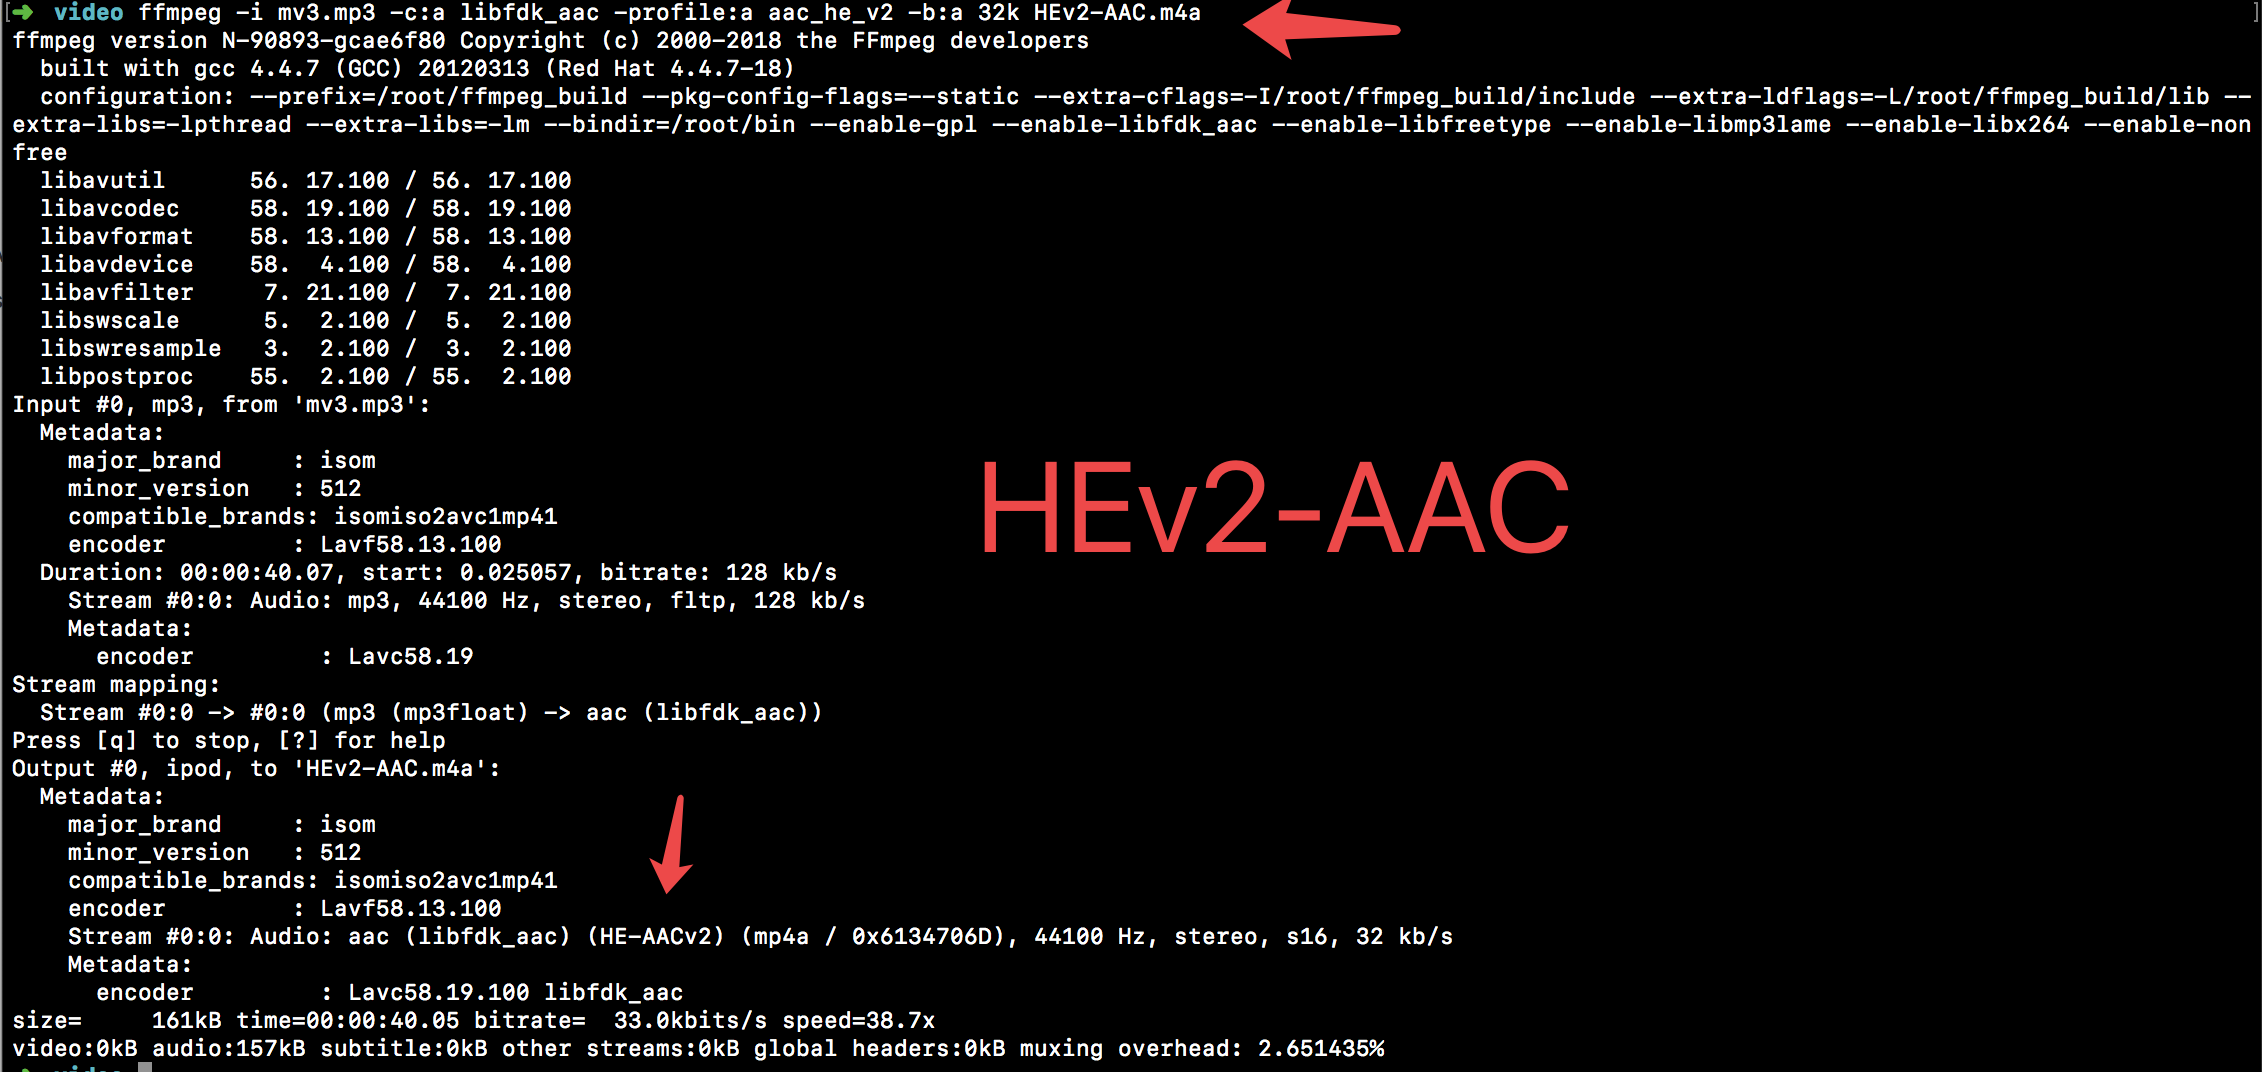 ➜ video ffmpeg -i mv3.mp3 -c:a libfdk_aac -profile:a aac_he_v2 -b:a 32k HEv2-AAC.m4a
ffmpeg version N-90893-gcae6f80 Copyright (c) 2000-2018 the FFmpeg developers
  built with gcc 4.4.7 (GCC) 20120313 (Red Hat 4.4.7-18)
  configuration: --prefix=/root/ffmpeg_build --pkg-config-flags=--static --extra-cflags=-I/root/ffmpeg_build/include --extra-ldflags=-L/root/ffmpeg_build/lib --
extra-libs=-lpthread --extra-libs=-lm --bindir=/root/bin --enable-gpl --enable-libfdk_aac --enable-libfreetype --enable-libmp3lame --enable-libx264 --enable-non
free
  libavutil      56. 17.100 / 56. 17.100
  libavcodec     58. 19.100 / 58. 19.100
  libavformat    58. 13.100 / 58. 13.100
  libavdevice    58.  4.100 / 58.  4.100
  libavfilter     7. 21.100 /  7. 21.100
  libswscale      5.  2.100 /  5.  2.100
  libswresample   3.  2.100 /  3.  2.100
  libpostproc    55.  2.100 / 55.  2.100
Input #0, mp3, from 'mv3.mp3':
  Metadata:
    major_brand     : isom
    minor_version   : 512
    compatible_brands: isomiso2avc1mp41
    encoder         : Lavf58.13.100
  Duration: 00:00:40.07, start: 0.025057, bitrate: 128 kb/s
    Stream #0:0: Audio: mp3, 44100 Hz, stereo, fltp, 128 kb/s
    Metadata:
      encoder         : Lavc58.19
Stream mapping:
  Stream #0:0 -> #0:0 (mp3 (mp3float) -> aac (libfdk_aac))
Press [q] to stop, [?] for help
Output #0, ipod, to 'HEv2-AAC.m4a':
  Metadata:
    major_brand     : isom
    minor_version   : 512
    compatible_brands: isomiso2avc1mp41
    encoder         : Lavf58.13.100
    Stream #0:0: Audio: aac (libfdk_aac) (HE-AACv2) (mp4a / 0x6134706D), 44100 Hz, stereo, s16, 32 kb/s
    Metadata:
      encoder         : Lavc58.19.100 libfdk_aac
size=     161kB time=00:00:40.05 bitrate=  33.0kbits/s speed=38.7x
video:0kB audio:157kB subtitle:0kB other streams:0kB global headers:0kB muxing overhead: 2.651435%
➜ video
HEv2-AAC